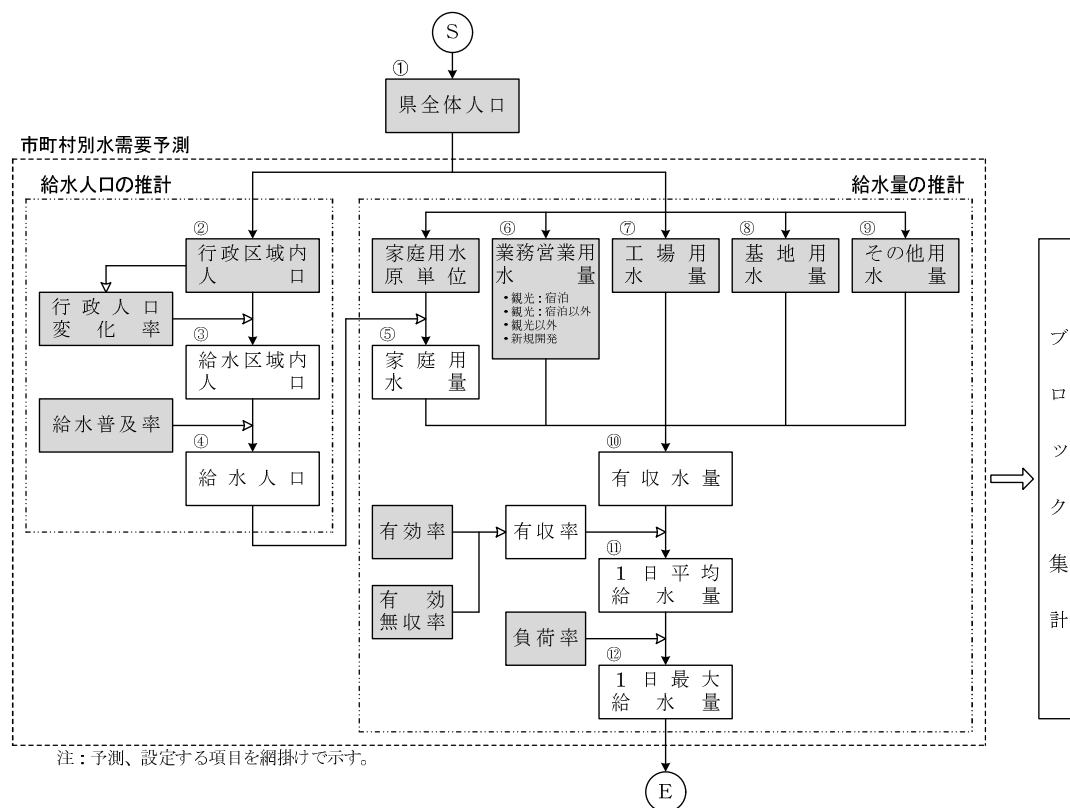 S
①
県全体人口
市町村別水需要予測
給水人口の推計
給水量の推計
②
行政区域内
人口
行政人口
変化率
③
給水区域内
人口
給水普及率
④
給水人口
家庭用水
原単位
⑤
家庭用
水量
⑥
業務営業用
水量
•観光:宿泊
•観光:宿泊以外
•観光以外
•新規開発
⑦
工場用
水量
⑧
基地用
水量
⑨
その他用
水量
⑩
有収水量
有効率
有収率
有効
無収率
⑪
1日平均
給水量
負荷率
⑫
1日最大
給水量
ブロック集計
注:予測、設定する項目を網掛けで示す。
E